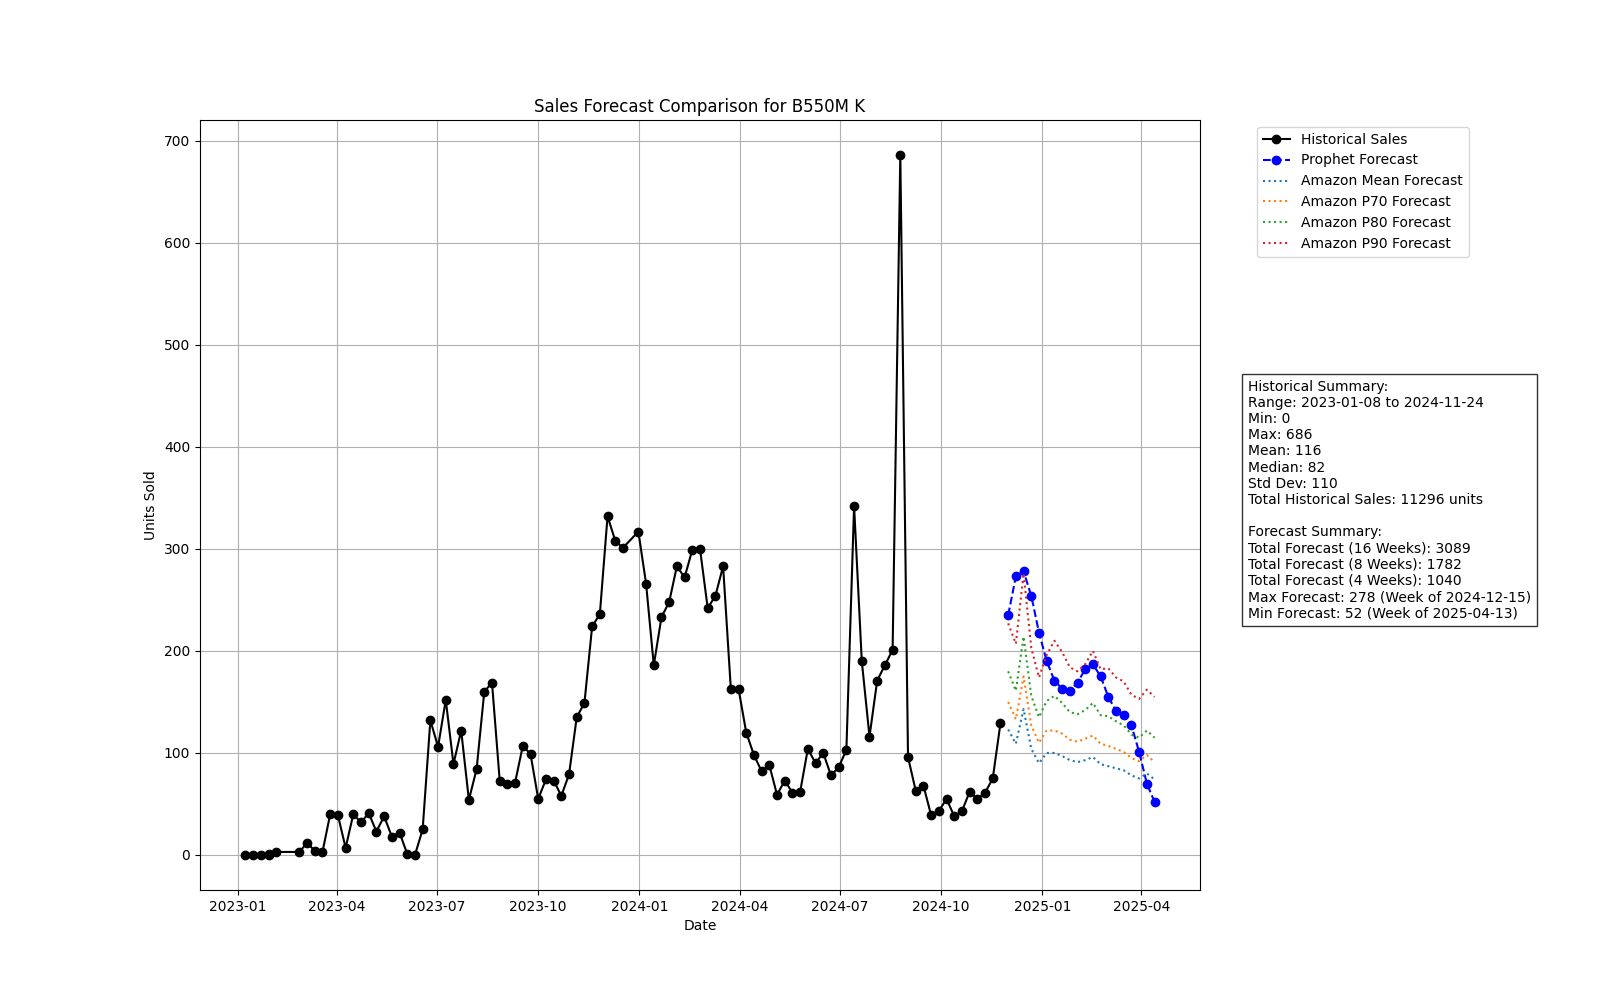 Sales Forecast Comparison for B550M K
700
600
500
400
300
200
100
0
Units Sold
2023-01
2023-04
2023-07
2023-10
2024-01
2024-04
2024-07
2024-10
2025-01
2025-04
Date
Historical Sales
Prophet Forecast
Amazon Mean Forecast
Amazon P70 Forecast
Amazon P80 Forecast
Amazon P90 Forecast
Historical Summary:
Range: 2023-01-08 to 2024-11-24
Min: 0
Max: 686
Mean: 116
Median: 82
Std Dev: 110
Total Historical Sales: 11296 units
Forecast Summary:
Total Forecast (16 Weeks): 3089
Total Forecast (8 Weeks): 1782
Total Forecast (4 Weeks): 1040
Max Forecast: 278 (Week of 2024-12-15)
Min Forecast: 52 (Week of 2025-04-13)